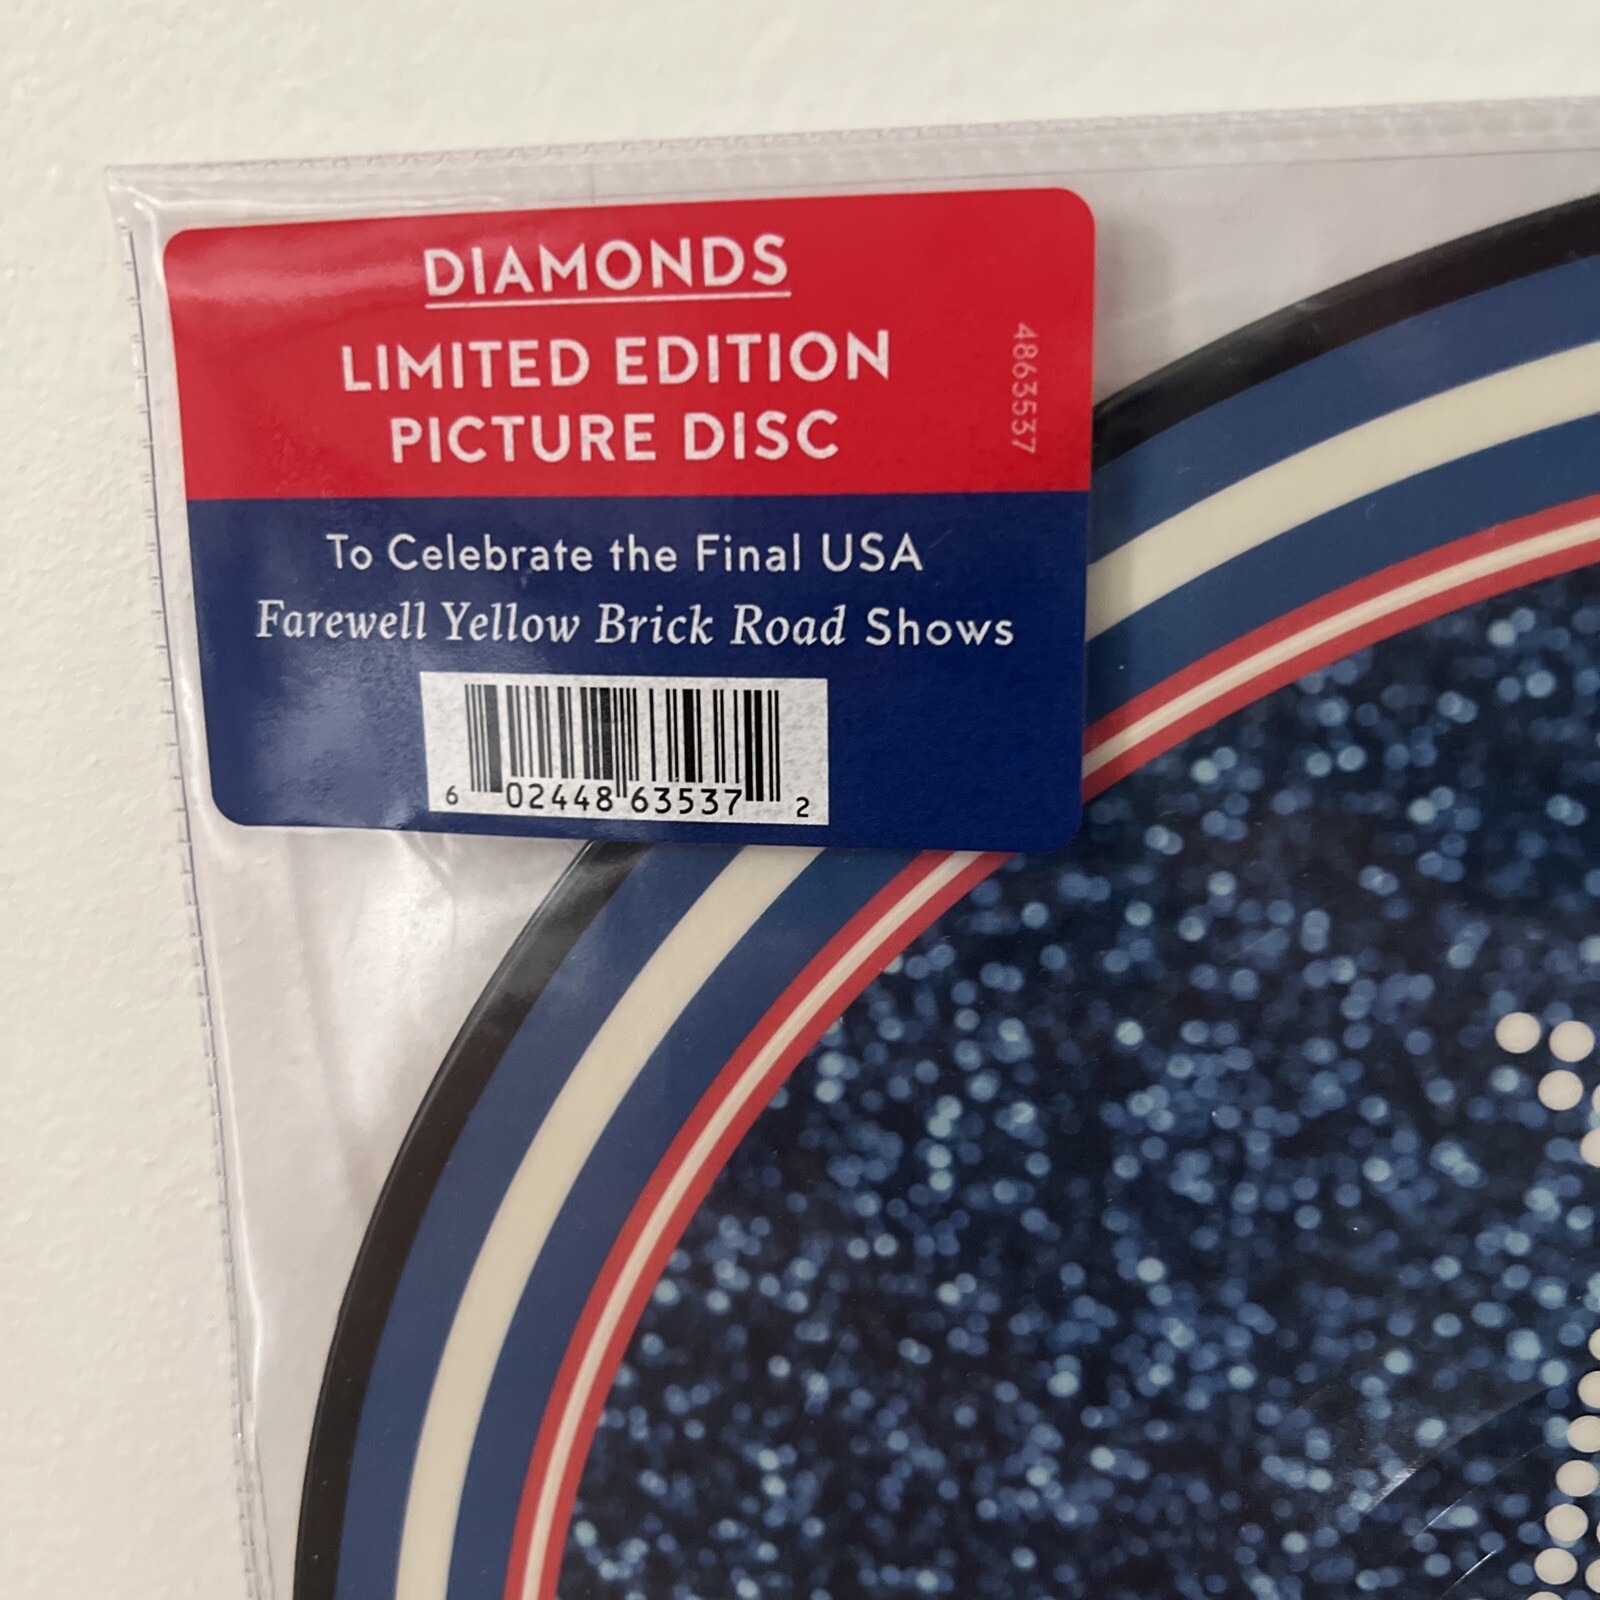 DIAMONDS
LIMITED EDITION
PICTURE DISC
4863537
To Celebrate the Final USA
Farewell Yellow Brick Road Shows
6 02448 63537 2